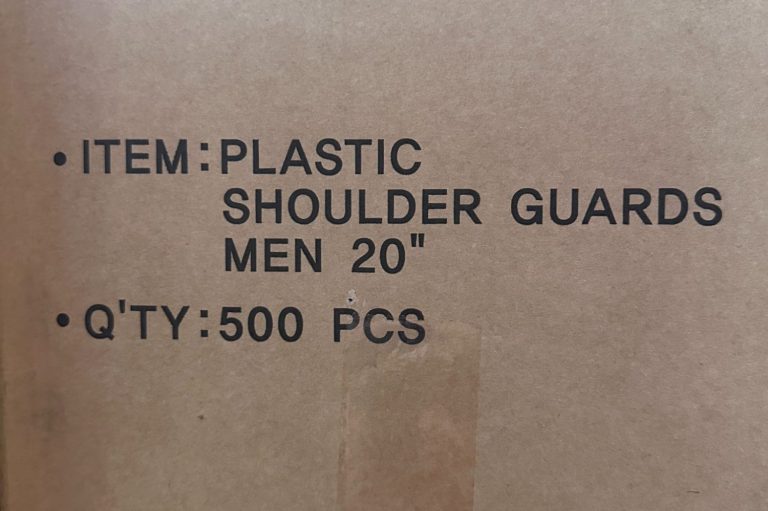 • ITEM:PLASTIC
SHOULDER GUARDS
MEN 20"
• Q'TY:500 PCS